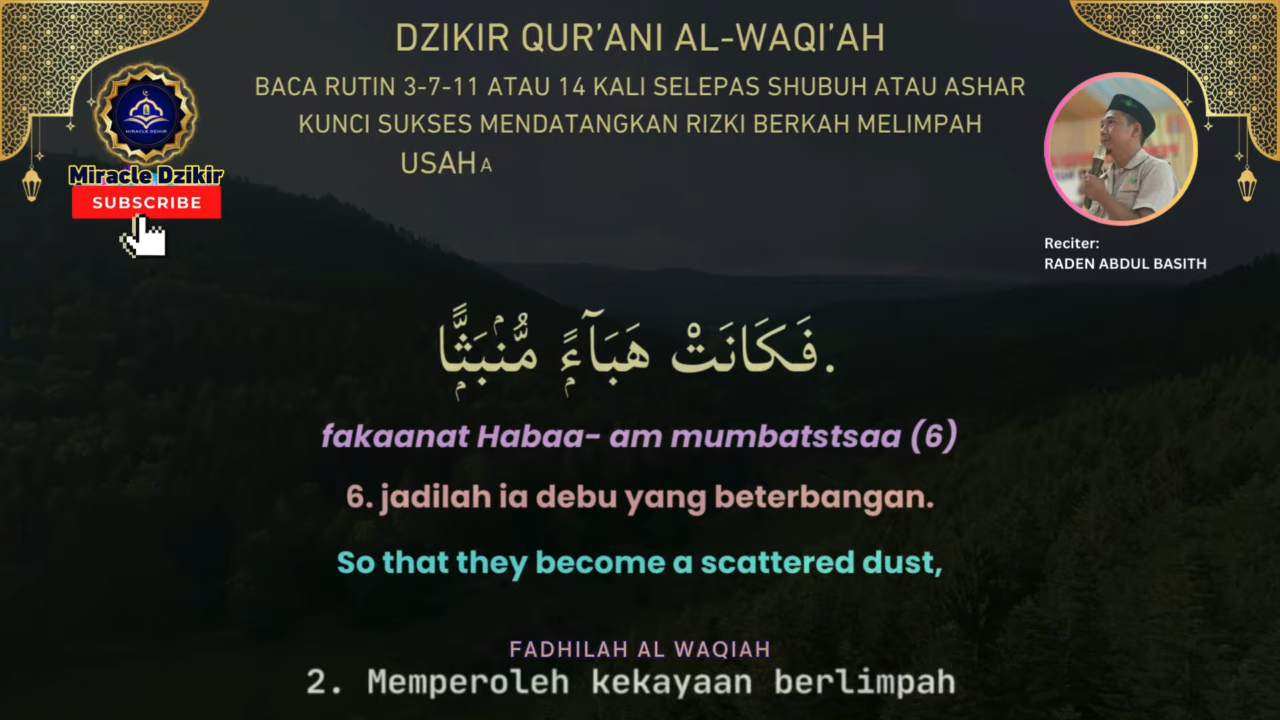 DZIKIR QUR'ANI AL-WAQI'AH
BACA RUTIN 3-7-11 ATAU 14 KALI SELEPAS SHUBUH ATAU ASHAR
KUNCI SUKSES MENDATANGKAN RIZKI BERKAH MELIMPAH
USAHA
MIRACLE DZIKIR
Miracle Dzikir
SUBSCRIBE
Reciter:
RADEN ABDUL BASITH
فَكَانَتْ هَبَآءًۭ مُّنۢبَثًّۭا.
fakaanat Habaa- am mumbatstsaa (6)
6. jadilah ia debu yang beterbangan.
So that they become a scattered dust,
FADHILAH AL WAQIAH
2. Memperoleh kekayaan berlimpah